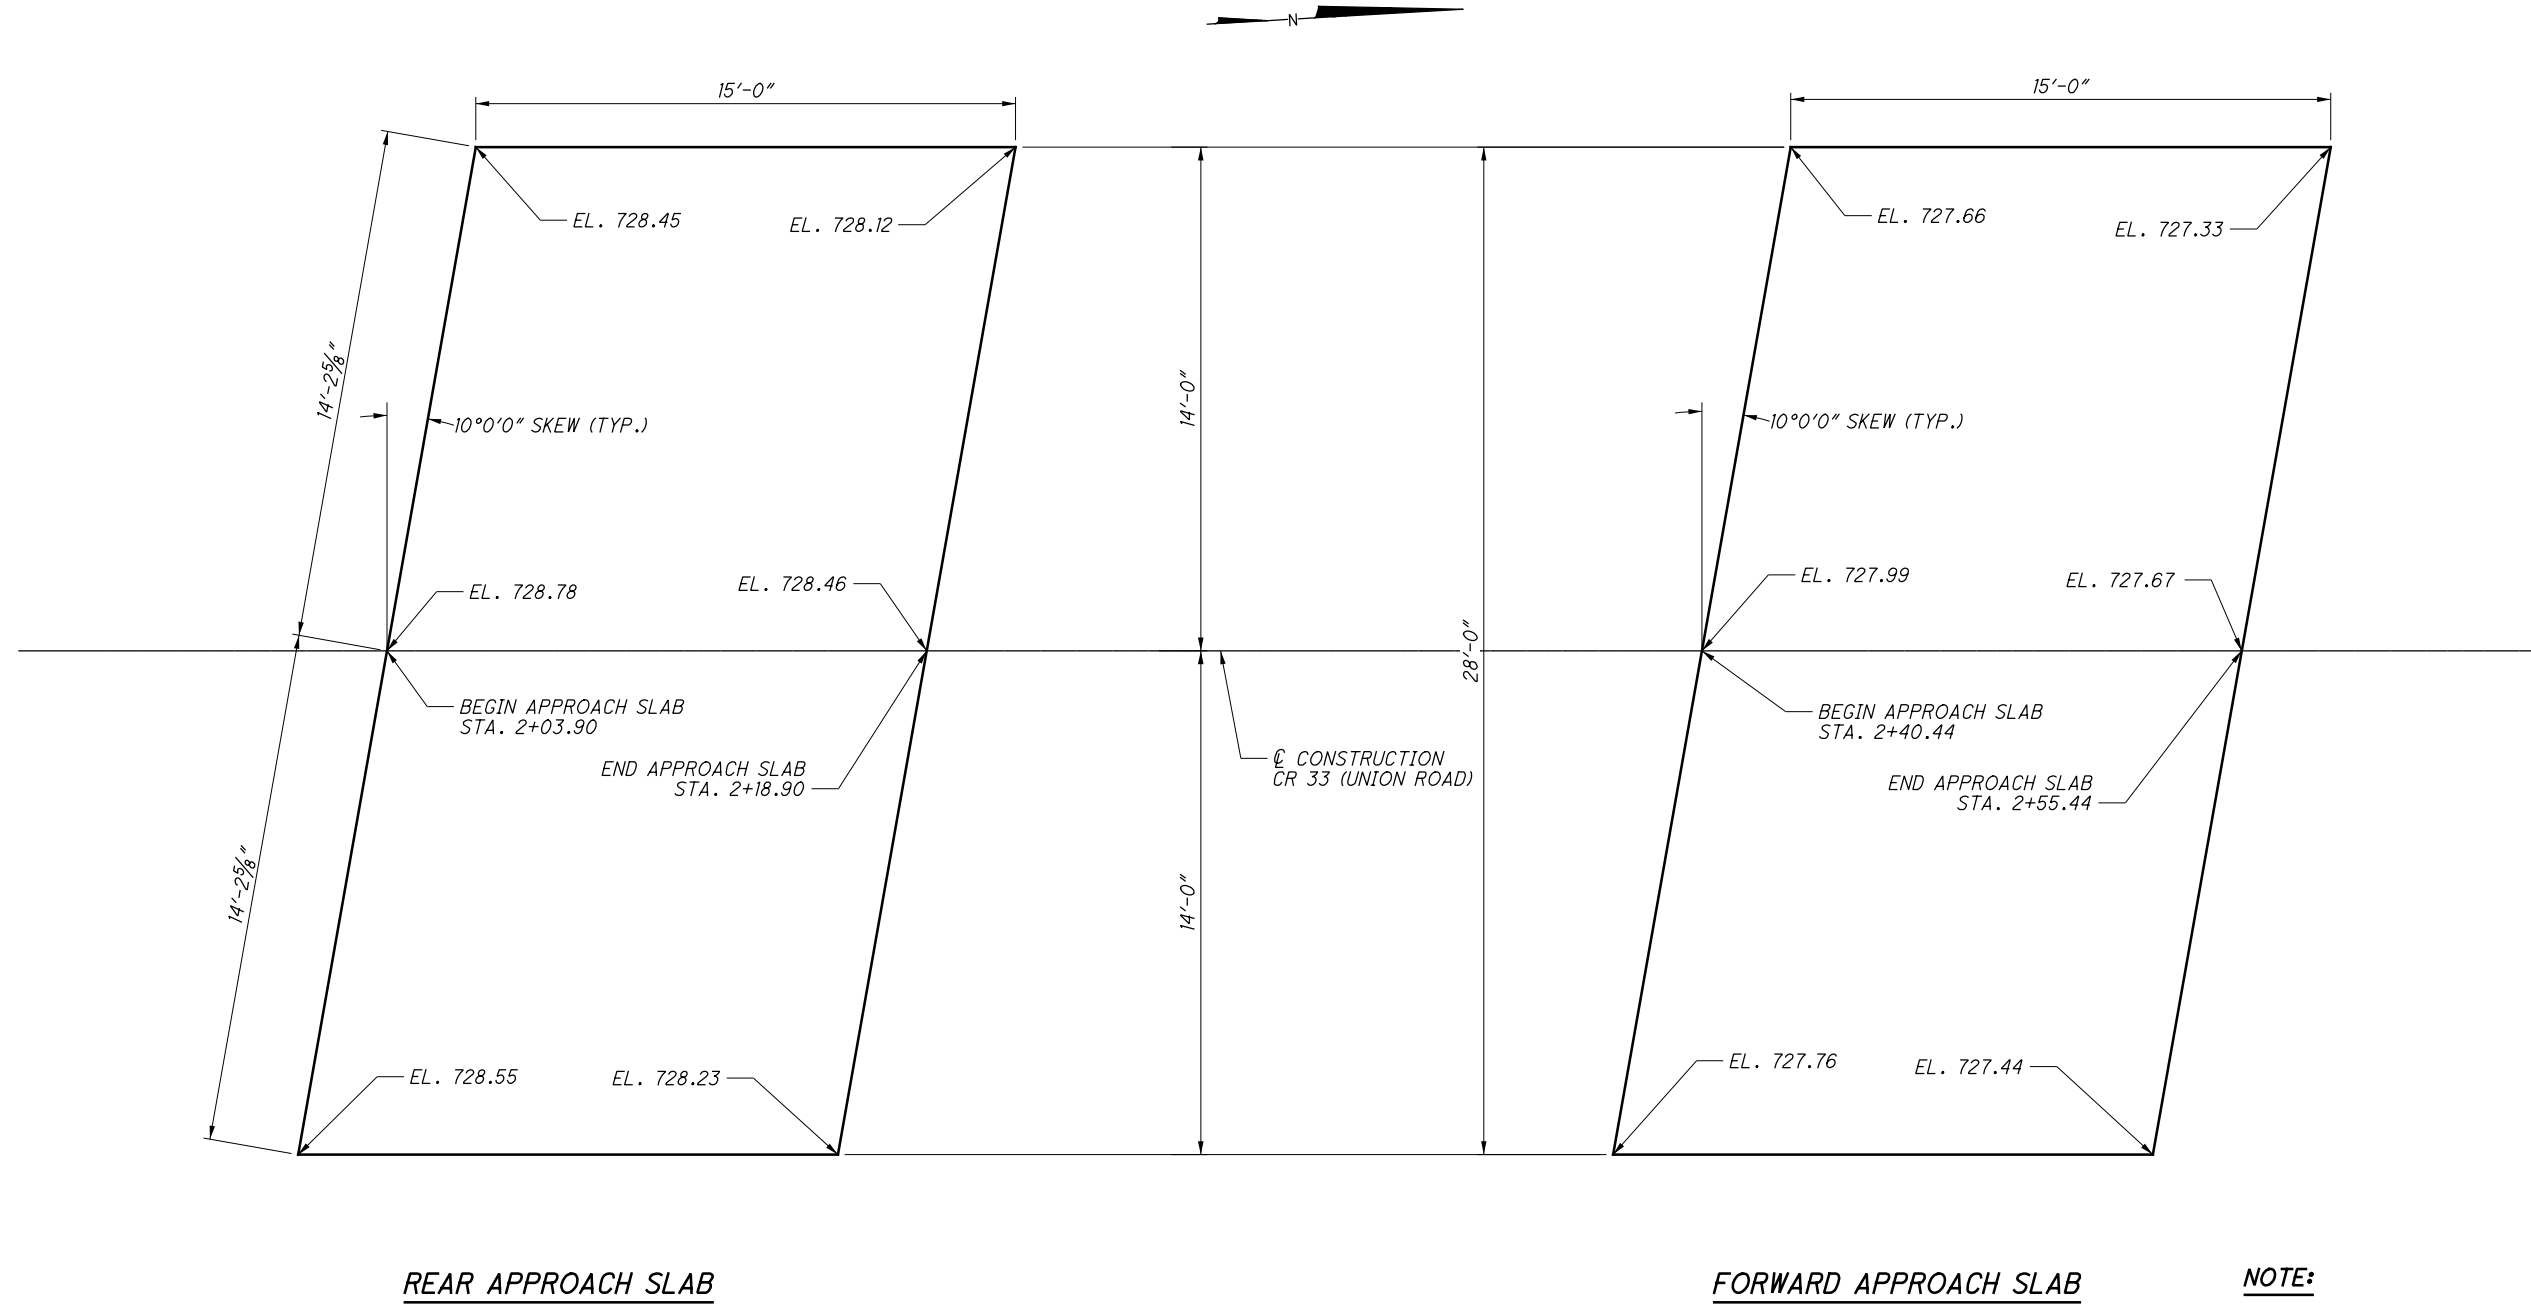 N
15'-0"
15'-0"
EL. 728.45
EL. 728.12
EL. 727.66
EL. 727.33
14'-2⅝"
14'-0"
10°0'0" SKEW (TYP.)
10°0'0" SKEW (TYP.)
EL. 728.78
EL. 728.46
EL. 727.99
EL. 727.67
28'-0"
BEGIN APPROACH SLAB
STA. 2+03.90
END APPROACH SLAB
STA. 2+18.90
℄ CONSTRUCTION
CR 33 (UNION ROAD)
BEGIN APPROACH SLAB
STA. 2+40.44
END APPROACH SLAB
STA. 2+55.44
14'-2⅝"
14'-0"
EL. 728.55
EL. 728.23
EL. 727.76
EL. 727.44
REAR APPROACH SLAB
FORWARD APPROACH SLAB
NOTE: